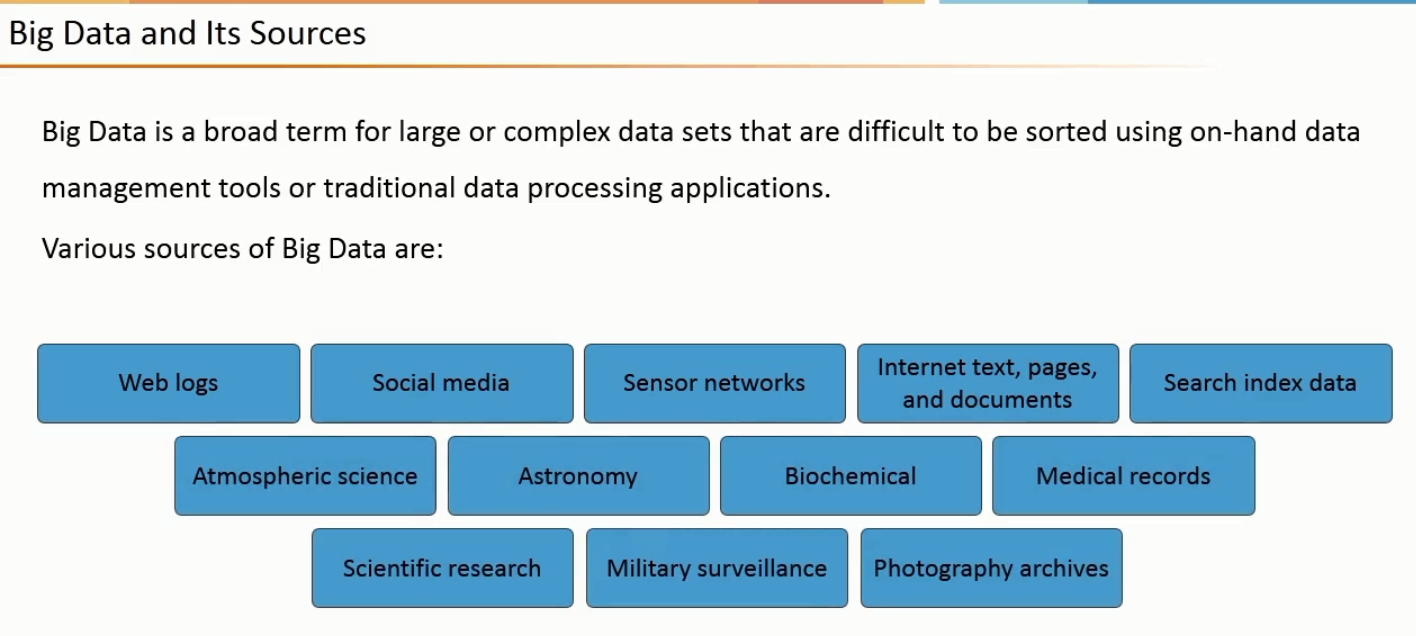 Big Data and Its Sources
Big Data is a broad term for large or complex data sets that are difficult to be sorted using on-hand data
management tools or traditional data processing applications.
Various sources of Big Data are:
Web logs
Social media
Sensor networks
Internet text, pages,
and documents
Search index data
Atmospheric science
Astronomy
Biochemical
Medical records
Scientific research
Military surveillance
Photography archives